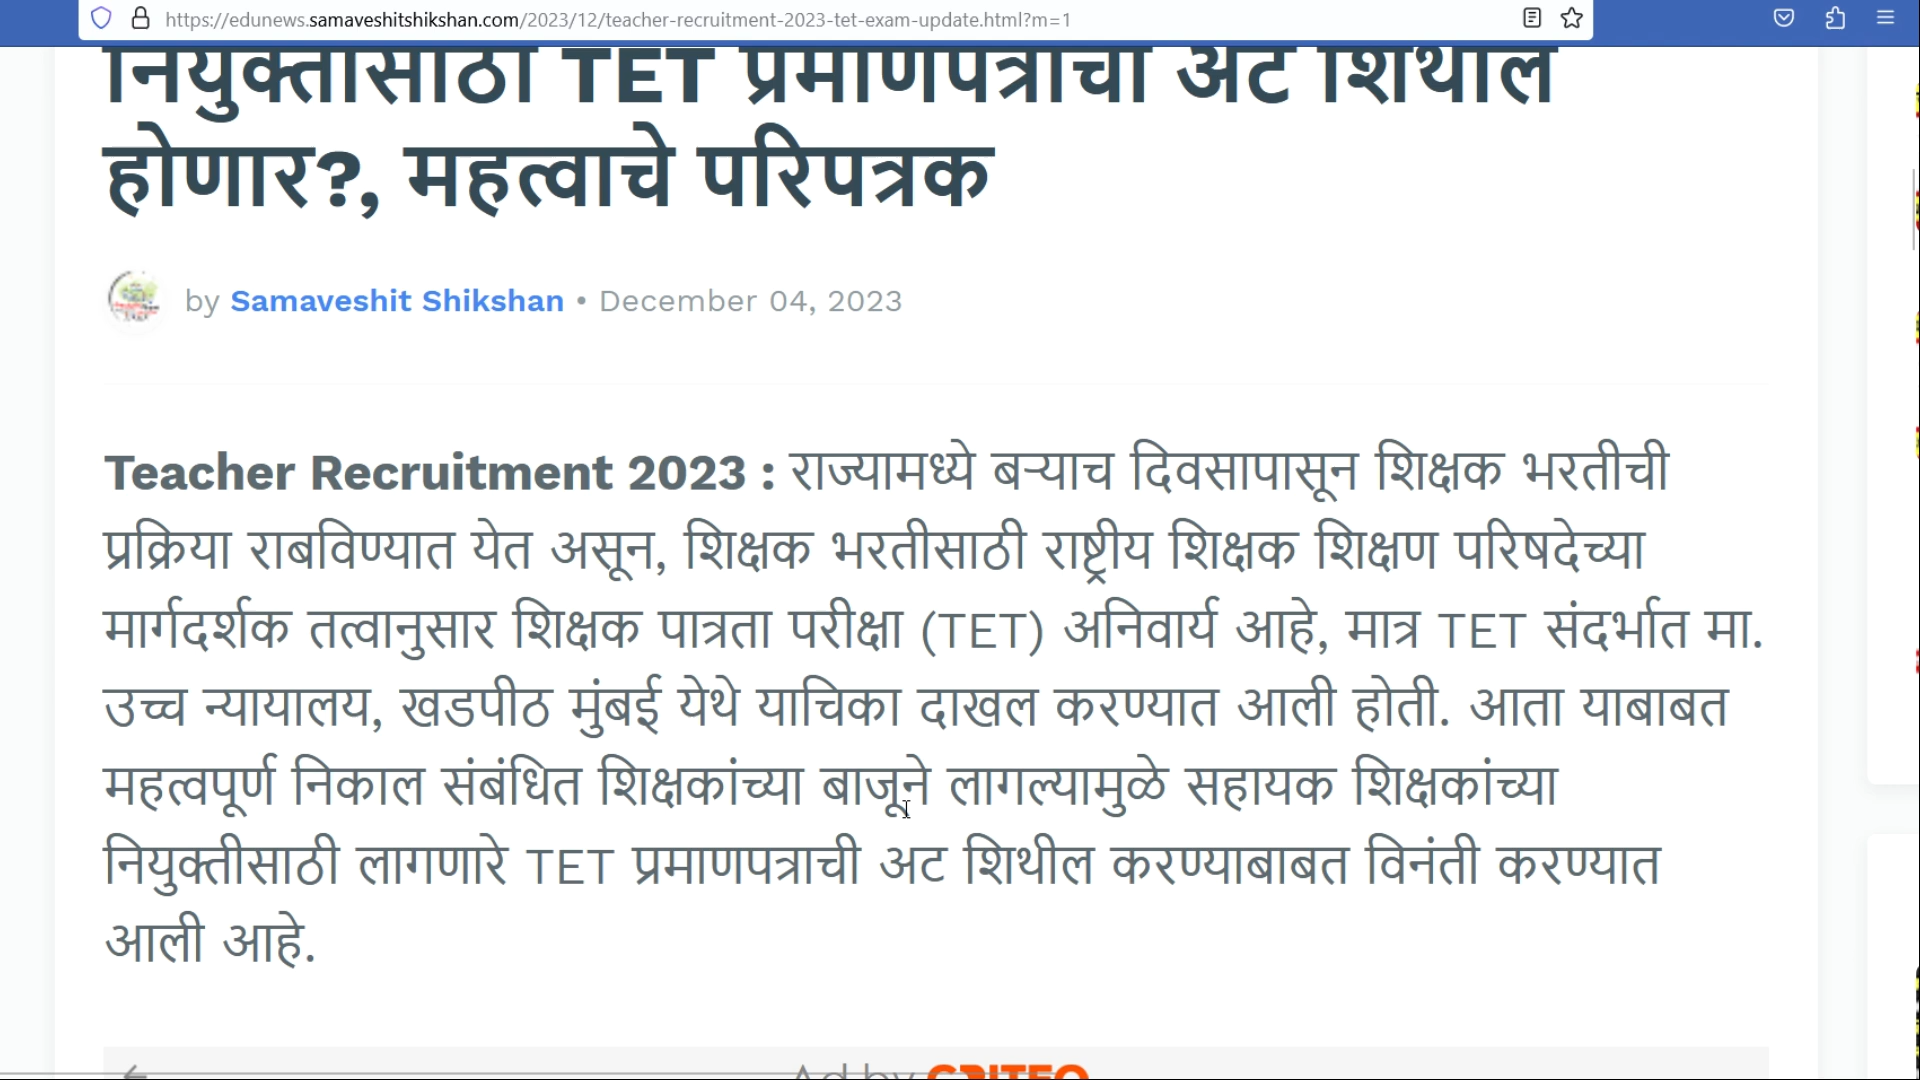 https://edunews.samaveshitshikshan.com/2023/12/teacher-recruitment-2023-tet-exam-update.html?m=1
नियुक्तीसाठी TET प्रमाणपत्राची अट शिथील
होणार?, महत्वाचे परिपत्रक
by Samaveshit Shikshan • December 04, 2023
Teacher Recruitment 2023 : राज्यामध्ये बऱ्याच दिवसापासून शिक्षक भरतीची
प्रक्रिया राबविण्यात येत असून, शिक्षक भरतीसाठी राष्ट्रीय शिक्षक शिक्षण परिषदेच्या
मार्गदर्शक तत्वानुसार शिक्षक पात्रता परीक्षा (TET) अनिवार्य आहे, मात्र TET संदर्भात मा.
उच्च न्यायालय, खडपीठ मुंबई येथे याचिका दाखल करण्यात आली होती. आता याबाबत
महत्वपूर्ण निकाल संबंधित शिक्षकांच्या बाजूने लागल्यामुळे सहायक शिक्षकांच्या
नियुक्तीसाठी लागणारे TET प्रमाणपत्राची अट शिथील करण्याबाबत विनंती करण्यात
आली आहे.
Ad by CRITEO